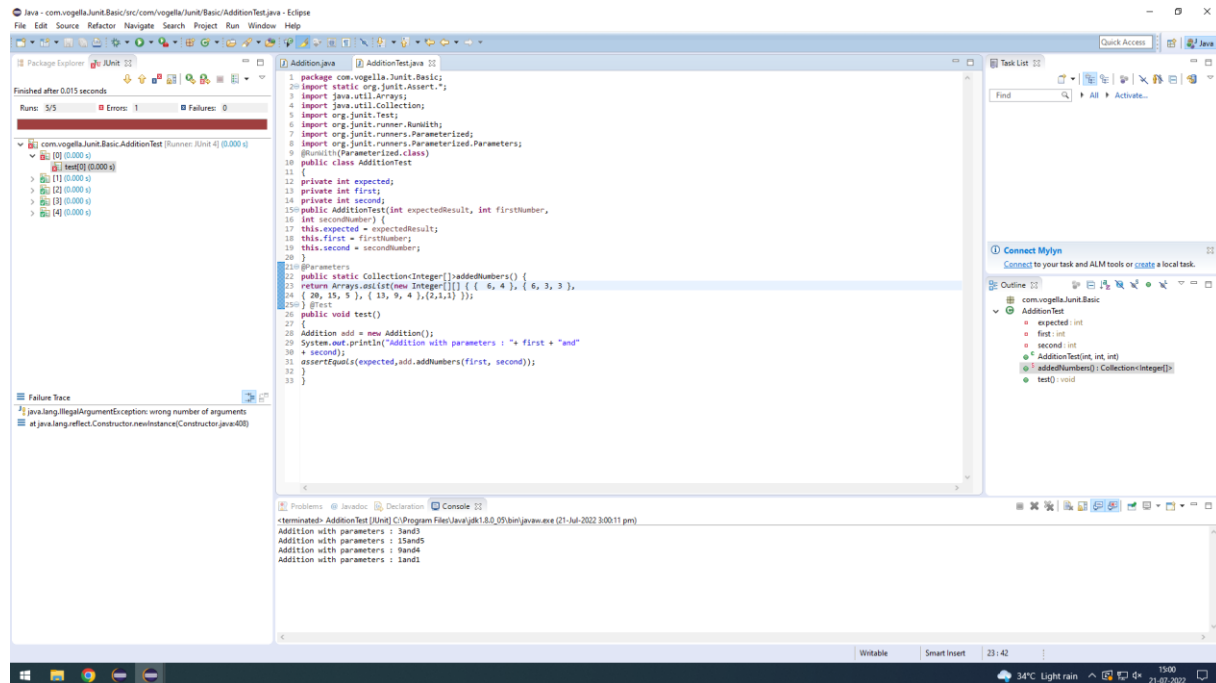 Java - com.vogella.Junit.Basic/src/com/vogella/Junit/Basic/AdditionTest.java - Eclipse
File Edit Source Refactor Navigate Search Project Run Window Help
Quick Access
Java
Package Explorer JUnit
Finished after 0.015 seconds
Runs: 5/5 Errors: 1 Failures: 0
com.vogella.Junit.Basic.AdditionTest [Runner: JUnit 4] (0.000 s)
[0] (0.000 s)
test[0] (0.000 s)
[1] (0.000 s)
[2] (0.000 s)
[3] (0.000 s)
[4] (0.000 s)
Failure Trace
java.lang.IllegalArgumentException: wrong number of arguments
at java.lang.reflect.Constructor.newInstance(Constructor.java:408)
Addition.java AdditionTest.java
1 package com.vogella.Junit.Basic;
2 import static org.junit.Assert.*;
3 import java.util.Arrays;
4 import java.util.Collection;
5 import org.junit.Test;
6 import org.junit.runner.RunWith;
7 import org.junit.runners.Parameterized;
8 import org.junit.runners.Parameterized.Parameters;
9 @RunWith(Parameterized.class)
10 public class AdditionTest
11 {
12 private int expected;
13 private int first;
14 private int second;
15 public AdditionTest(int expectedResult, int firstNumber,
16 int secondNumber) {
17 this.expected = expectedResult;
18 this.first = firstNumber;
19 this.second = secondNumber;
20 }
21 @Parameters
22 public static Collection<Integer[]>addedNumbers() {
23 return Arrays.asList(new Integer[][] { {  6, 4 }, { 6, 3, 3 },
24 { 20, 15, 5 }, { 13, 9, 4 },{2,1,1} });
25 } @Test
26 public void test()
27 {
28 Addition add = new Addition();
29 System.out.println("Addition with parameters : "+ first + "and"
30 + second);
31 assertEquals(expected,add.addNumbers(first, second));
32 }
33 }
Problems Javadoc Declaration Console
<terminated> AdditionTest [JUnit] C:\Program Files\Java\jdk1.8.0_05\bin\javaw.exe (21-Jul-2022 3:00:11 pm)
Addition with parameters : 3and3
Addition with parameters : 15and5
Addition with parameters : 9and4
Addition with parameters : 1and1
Task List
Find All Activate...
Connect Mylyn
Connect to your task and ALM tools or create a local task.
Outline
com.vogella.Junit.Basic
AdditionTest
expected : int
first : int
second : int
AdditionTest(int, int, int)
addedNumbers() : Collection<Integer[]>
test() : void
Writable Smart Insert 23 : 42
34°C Light rain
15:00
21-07-2022